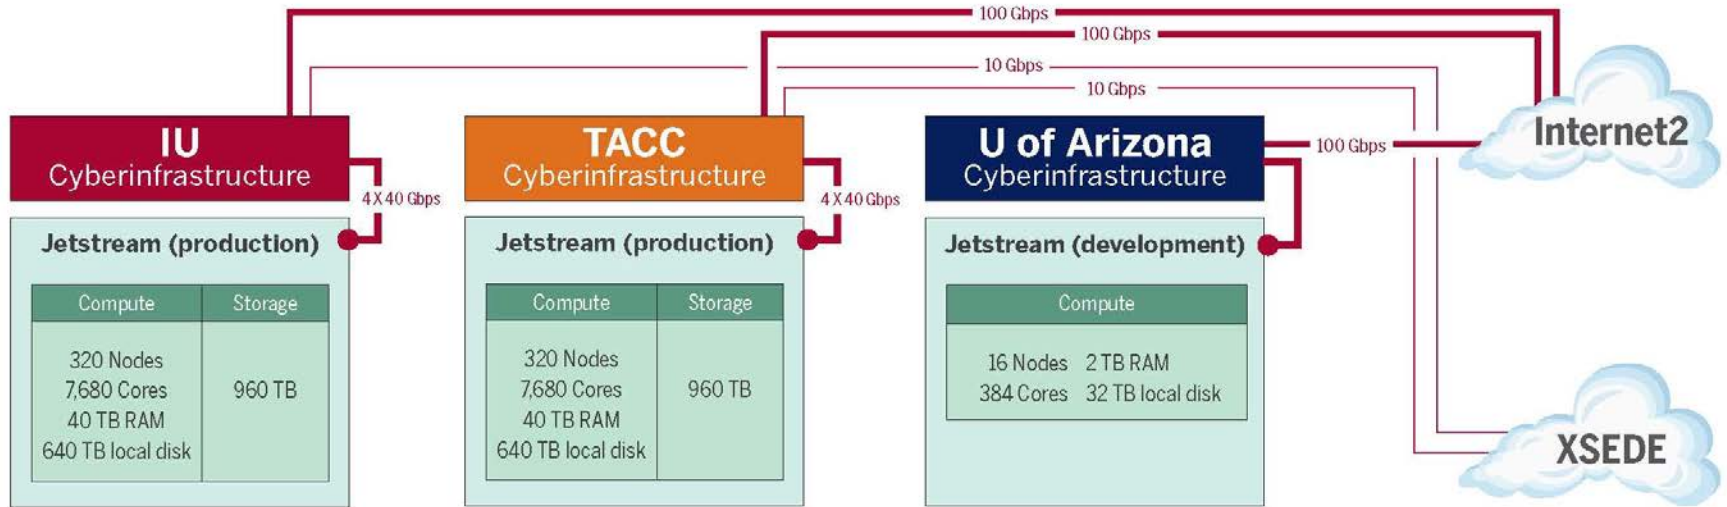 100 Gbps
100 Gbps
10 Gbps
10 Gbps
IU
Cyberinfrastructure
4 X 40 Gbps
Jetstream (production)
Compute Storage
320 Nodes
7,680 Cores 960 TB
40 TB RAM
640 TB local disk
TACC
Cyberinfrastructure
4 X 40 Gbps
Jetstream (production)
Compute Storage
320 Nodes
7,680 Cores 960 TB
40 TB RAM
640 TB local disk
U of Arizona
Cyberinfrastructure
100 Gbps
Jetstream (development)
Compute
16 Nodes 2 TB RAM
384 Cores 32 TB local disk
Internet2
XSEDE